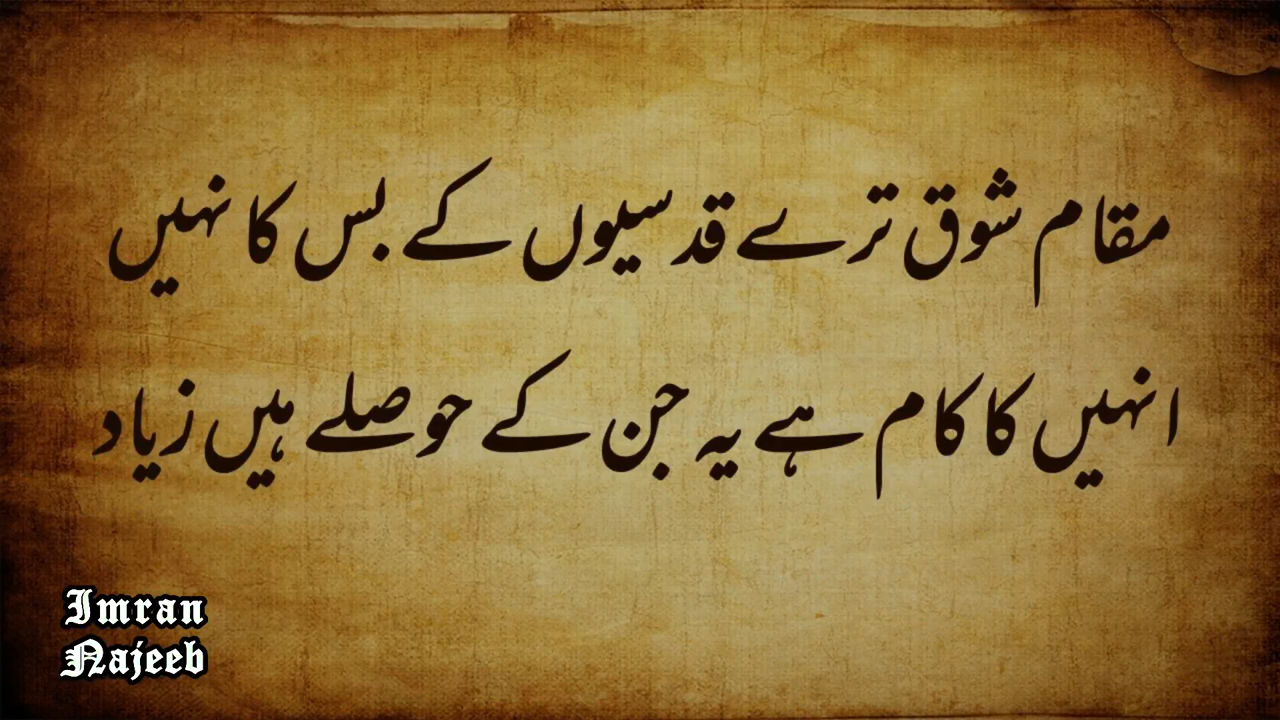 مقام شوق ترے قدسیوں کے بس کا نہیں
انہیں کا کام ہے یہ جن کے حوصلے ہیں زیاد
Imran
Najeeb